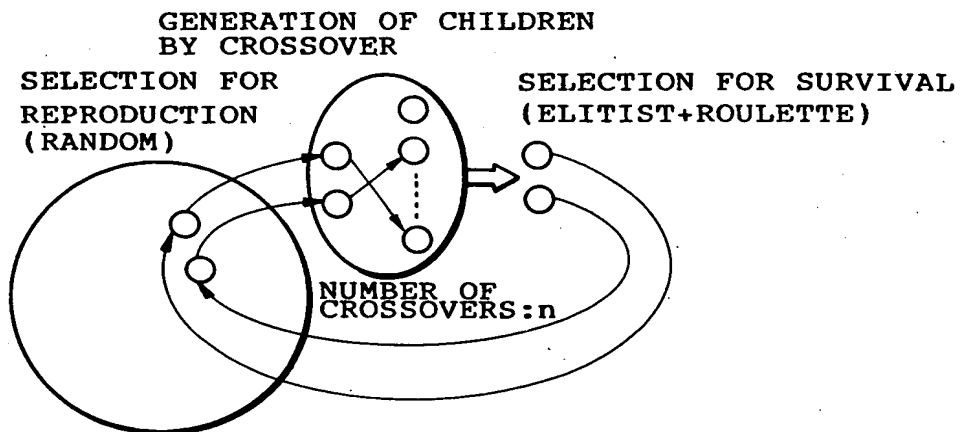 GENERATION OF CHILDREN
BY CROSSOVER
SELECTION FOR
REPRODUCTION
(RANDOM)
SELECTION FOR SURVIVAL
(ELITIST+ROULETTE)
NUMBER OF
CROSSOVERS:n